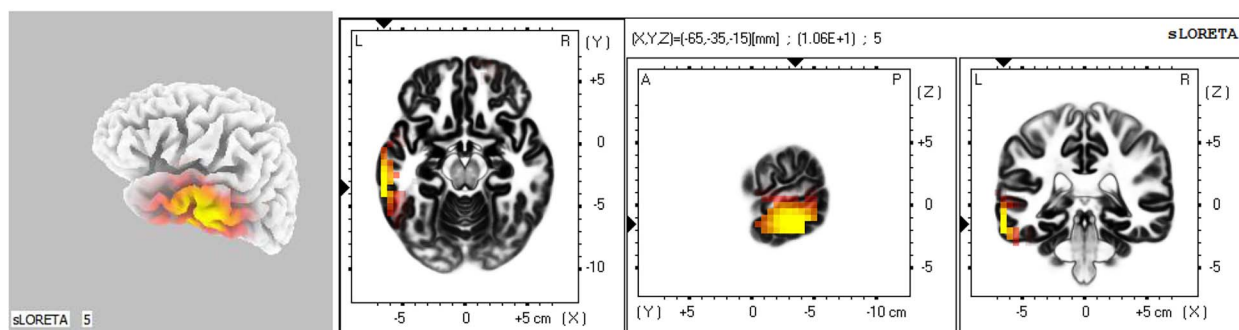 sLORETA 5
L R (Y)
+5
0
-5
-10
-5 0 +5 cm (X)
(X,Y,Z)=(-65,-35,-15)[mm] ; (1.06E+1) ; 5
sLORETA
A P (Z)
+5
0
-5
(Y) +5 0 -5 -10 cm
L R (Z)
+5
0
-5
-5 0 +5 cm (X)